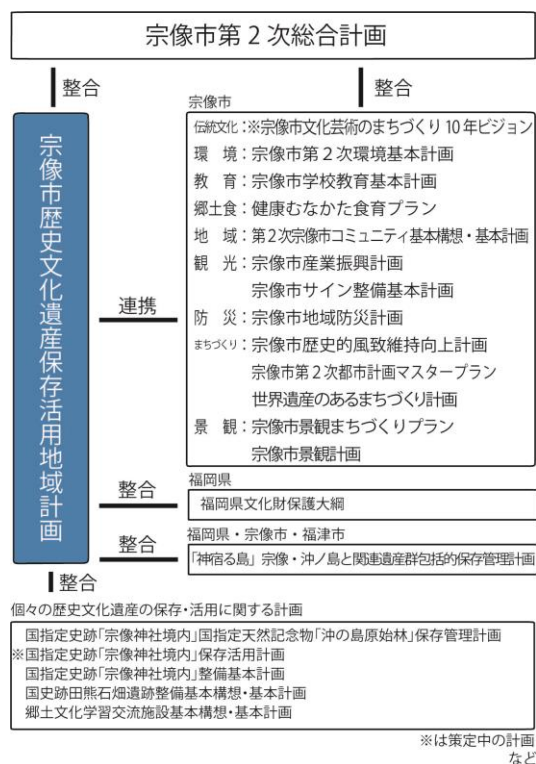 宗像市第２次総合計画
整合
整合
宗像市歴史文化遺産保存活用地域計画
宗像市
伝統文化：※宗像市文化芸術のまちづくり 10 年ビジョン
環　境：宗像市第２次環境基本計画
教　育：宗像市学校教育基本計画
郷土食：健康むなかた食育プラン
地　域：第２次宗像市コミュニティ基本構想・基本計画
観　光：宗像市産業振興計画
宗像市サイン整備基本計画
連携
防　災：宗像市地域防災計画
まちづくり：宗像市歴史的風致維持向上計画
宗像市第２次都市計画マスタープラン
世界遺産のあるまちづくり計画
景　観：宗像市景観まちづくりプラン
宗像市景観計画
整合
福岡県
福岡県文化財保護大綱
整合
福岡県・宗像市・福津市
「神宿る島」宗像・沖ノ島と関連遺産群包括的保存管理計画
整合
個々の歴史文化遺産の保存・活用に関する計画
国指定史跡「宗像神社境内」国指定天然記念物「沖の島原始林」保存管理計画
※国指定史跡「宗像神社境内」保存活用計画
国指定史跡「宗像神社境内」整備基本計画
国史跡田熊石畑遺跡整備基本構想・基本計画
郷土文化学習交流施設基本構想・基本計画
※は策定中の計画
など